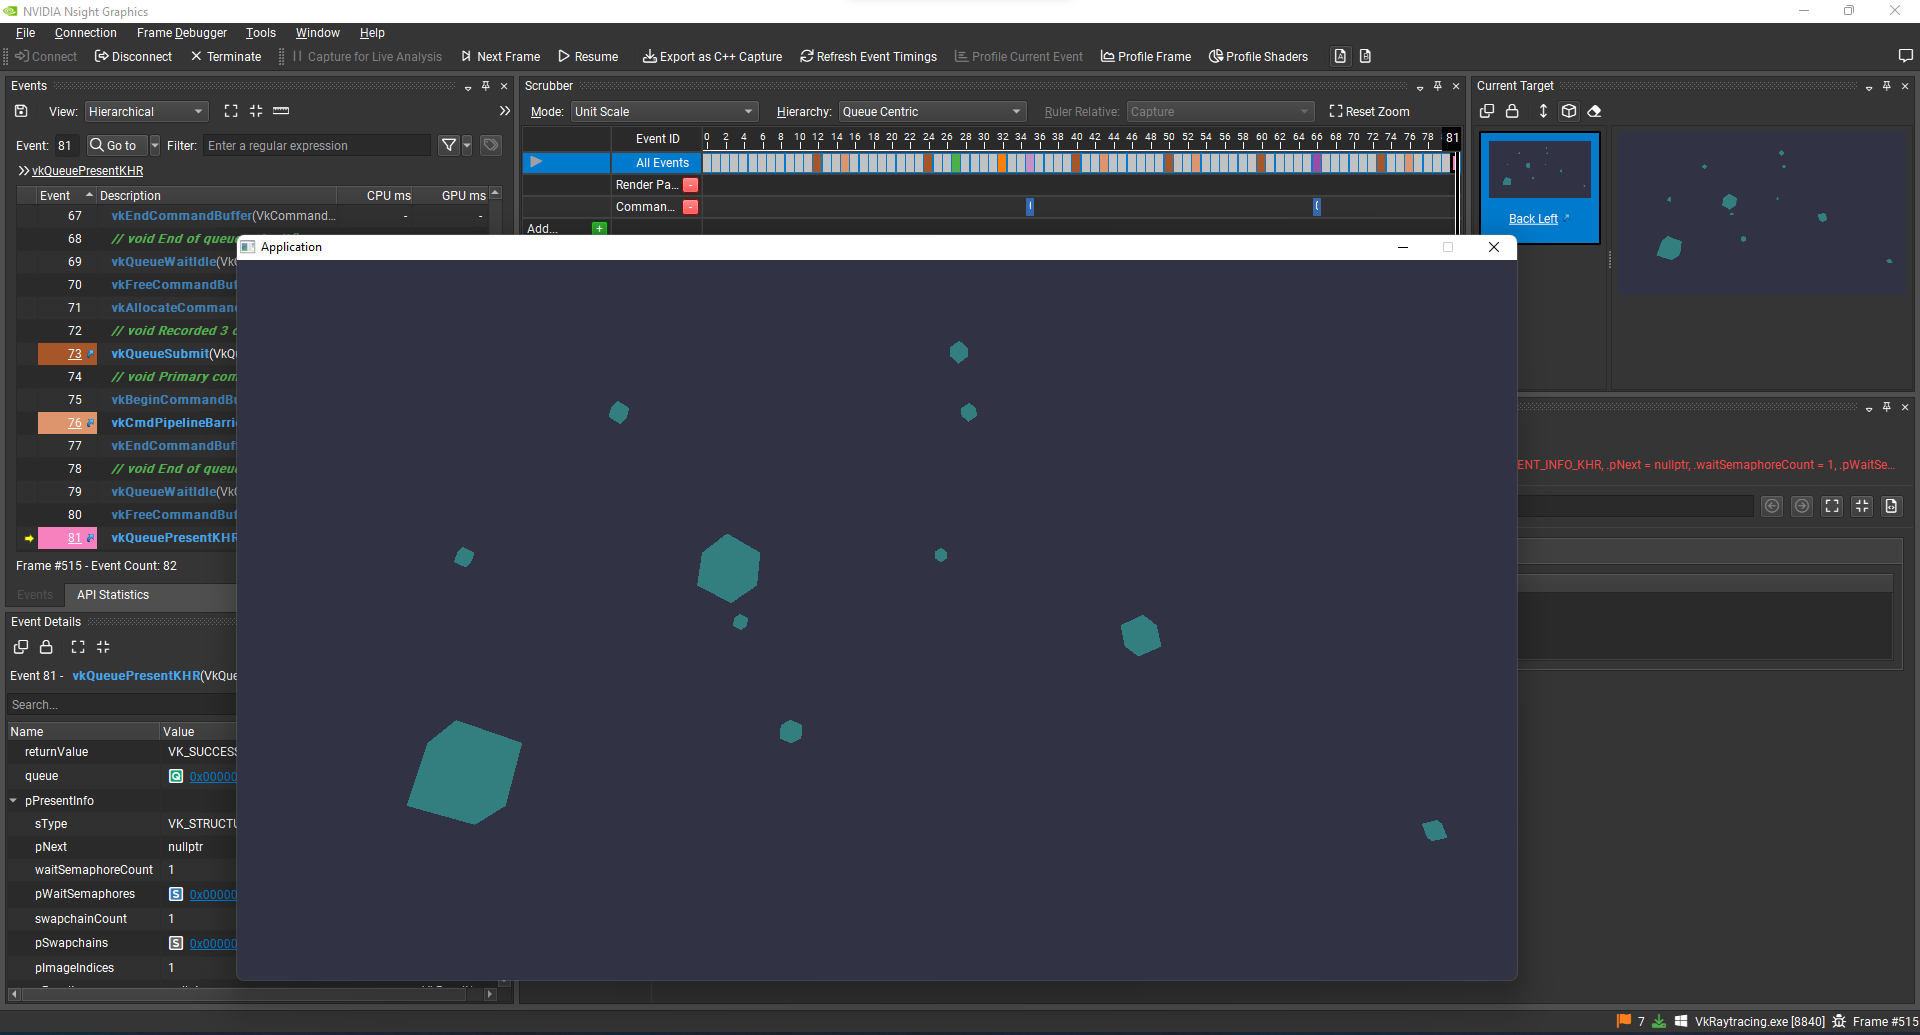 NVIDIA Nsight Graphics
File Connection Frame Debugger Tools Window Help
Connect Disconnect Terminate Capture for Live Analysis Next Frame Resume Export as C++ Capture Refresh Event Timings Profile Current Event Profile Frame Profile Shaders
Events
View: Hierarchical
Event: 81 Go to Filter: Enter a regular expression
vkQueuePresentKHR
Event Description CPU ms GPU ms
67 vkEndCommandBuffer(VkCommand... - -
68 // void End of queu
69 vkQueueWaitIdle(Vk
70 vkFreeCommandBuf
71 vkAllocateComman
72 // void Recorded 3 c
73 vkQueueSubmit(VkQ
74 // void Primary com
75 vkBeginCommandBu
76 vkCmdPipelineBarri
77 vkEndCommandBuf
78 // void End of queu
79 vkQueueWaitIdle(Vk
80 vkFreeCommandBuf
81 vkQueuePresentKHR
Frame #515 - Event Count: 82
Events API Statistics
Event Details
Event 81 - vkQueuePresentKHR(VkQue
Search...
Name Value
returnValue VK_SUCCESS
queue Q 0x00000
pPresentInfo
sType VK_STRUCTU
pNext nullptr
waitSemaphoreCount 1
pWaitSemaphores S 0x00000
swapchainCount 1
pSwapchains S 0x00000
pImageIndices 1
Scrubber
Mode: Unit Scale Hierarchy: Queue Centric Ruler Relative: Capture Reset Zoom
Event ID 0 2 4 6 8 10 12 14 16 18 20 22 24 26 28 30 32 34 36 38 40 42 44 46 48 50 52 54 56 58 60 62 64 66 68 70 72 74 76 78 81
All Events
Render Pa... -
Comman... -
Add... +
Application
Current Target
Back Left
ENT_INFO_KHR, .pNext = nullptr, .waitSemaphoreCount = 1, .pWaitSe...
7 VkRaytracing.exe [8840] Frame #515